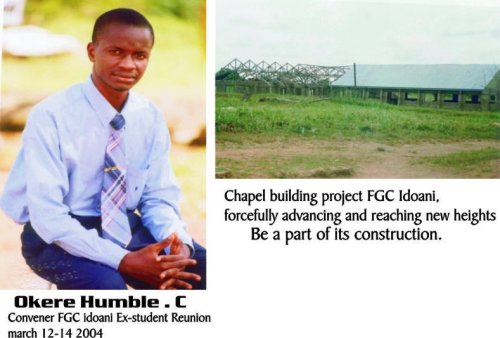 Okere Humble . C
Convener FGC idoani Ex-student Reunion
march 12-14 2004
Chapel building project FGC Idoani,
forcefully advancing and reaching new heights
Be a part of its construction.